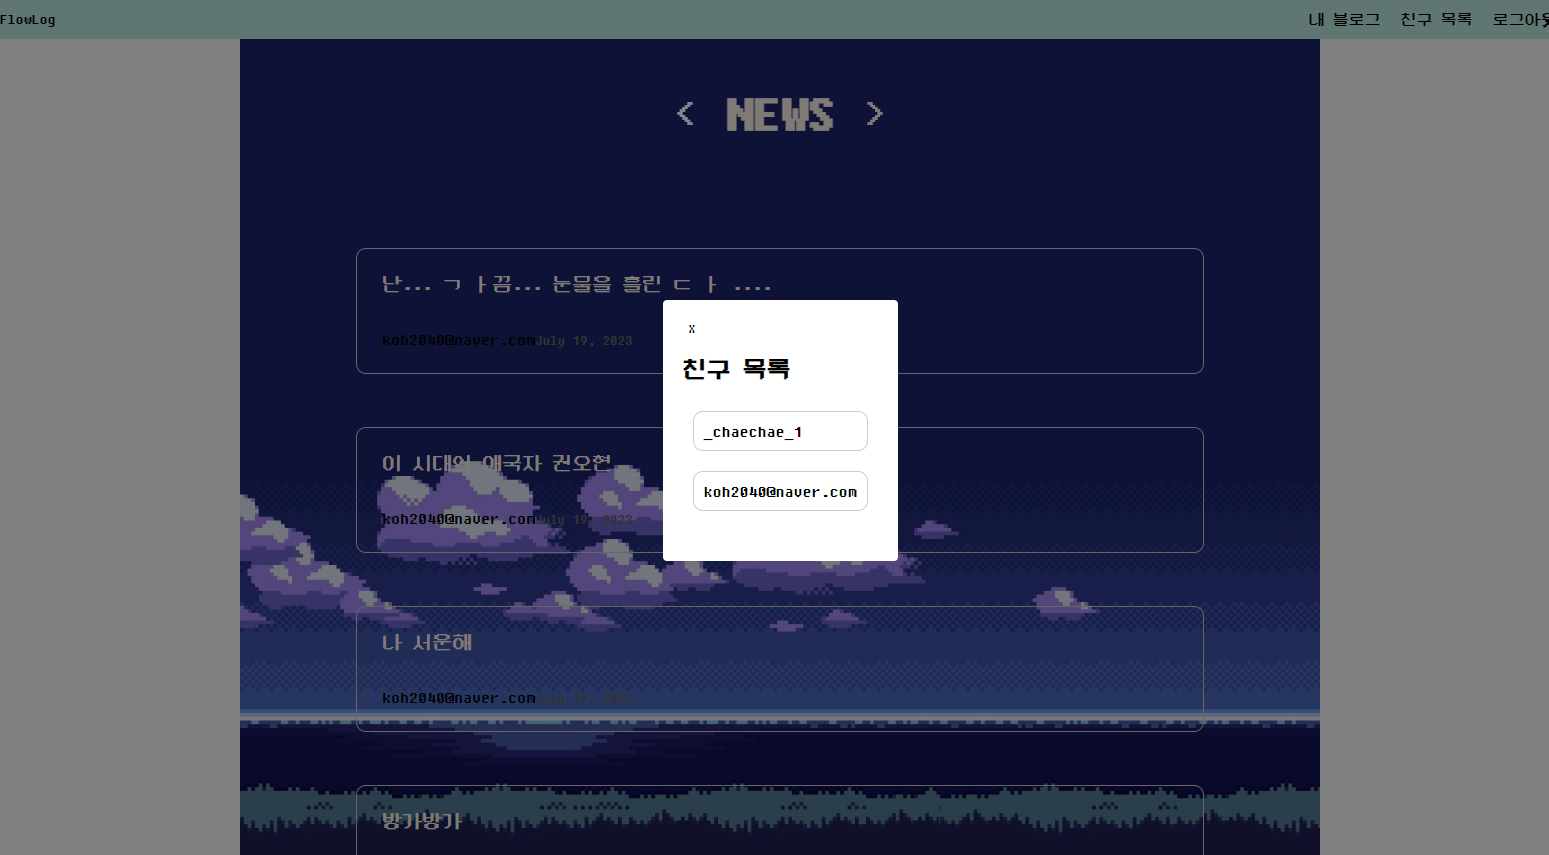 FlowLog
내 블로그 친구 목록 로그아웃
< NEWS >
난... ㄱ ㅏ끔... 눈물을 흘린 ㄷ ㅏ ....
koh2040@naver.comJuly 19, 2023
x
친구 목록
_chaechae_1
koh2040@naver.com
이 시대의 애국자 권오현
koh2040@naver.comJuly 19, 2023
나 서운해
koh2040@naver.comJuly 19, 2023
방가방가